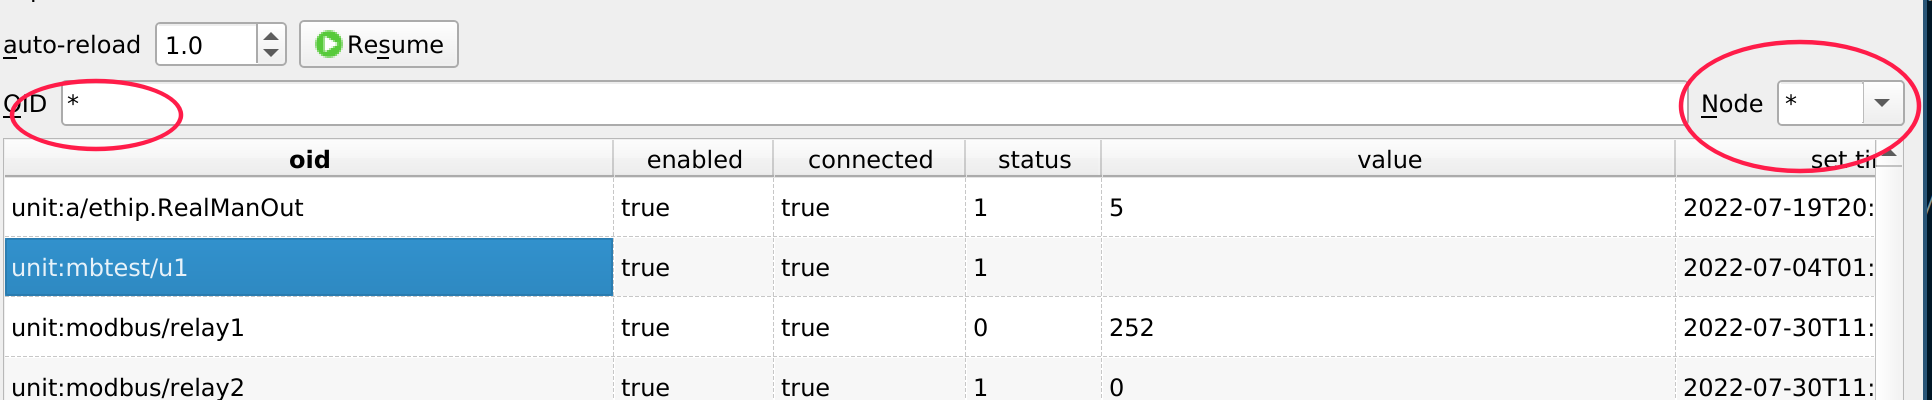 auto-reload 1.0 Resume
OID * Node *
oid enabled connected status value set
unit:a/ethip.RealManOut true true 1 5 2022-07-19T20:
unit:mbtest/u1 true true 1 2022-07-04T01:
unit:modbus/relay1 true true 0 252 2022-07-30T11:
unit:modbus/relay2 true true 1 0 2022-07-30T11: